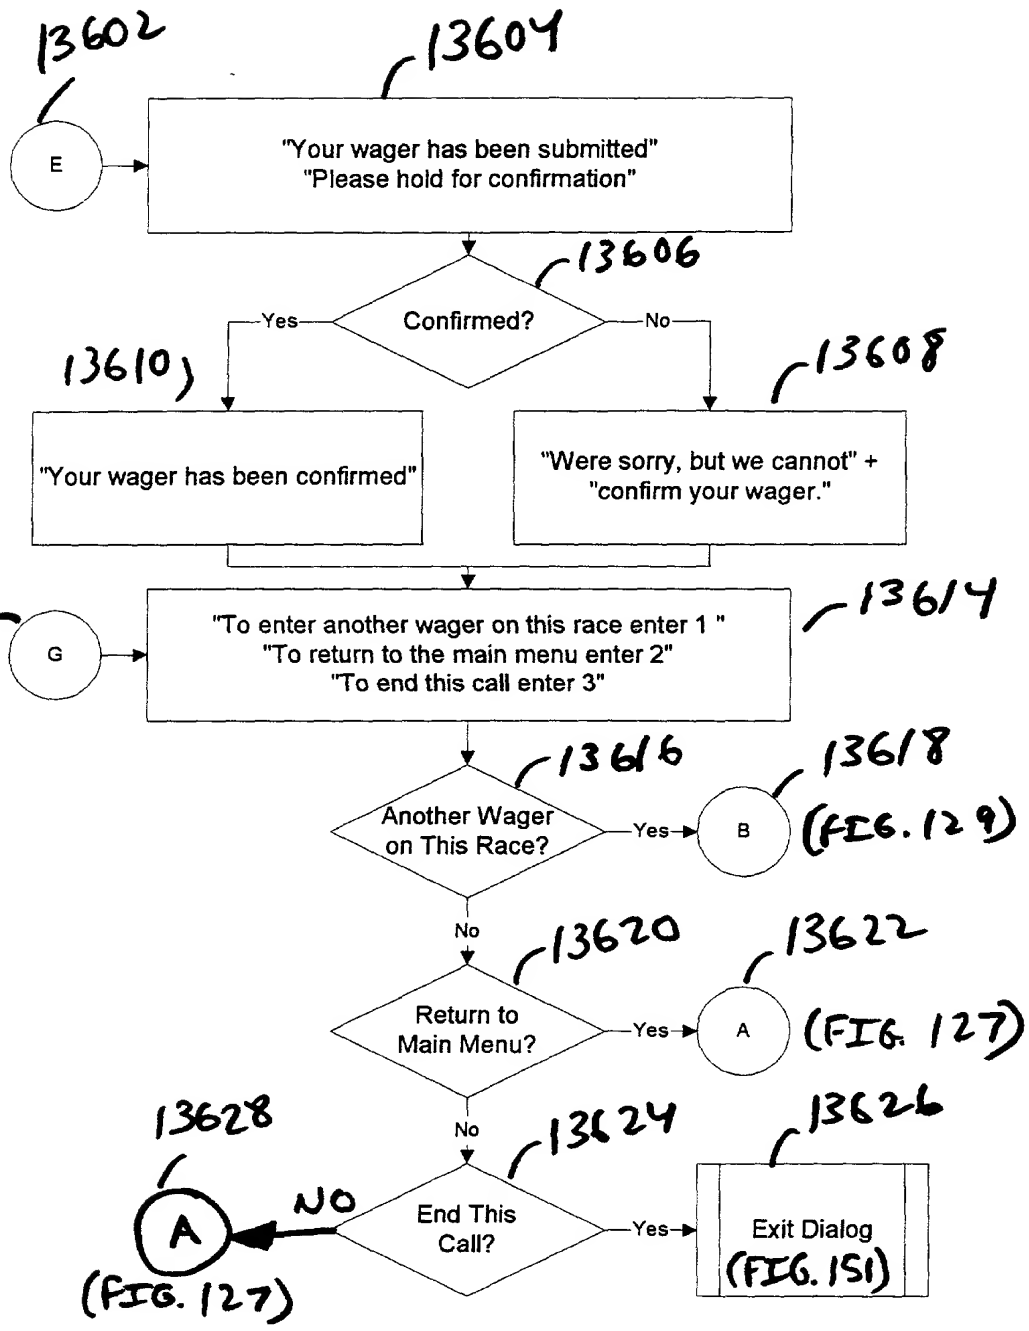 13602
13604
E
"Your wager has been submitted"
"Please hold for confirmation"
13606
Confirmed?
Yes
No
13610
13608
"Your wager has been confirmed"
"Were sorry, but we cannot" +
"confirm your wager."
13614
G
"To enter another wager on this race enter 1 "
"To return to the main menu enter 2"
"To end this call enter 3"
13616
13618
Another Wager
on This Race?
Yes
B
(FIG. 129)
No
13620
13622
Return to
Main Menu?
Yes
A
(FIG. 127)
No
13628
13624
13626
A
NO
End This
Call?
Yes
Exit Dialog
(FIG. 151)
(FIG. 127)